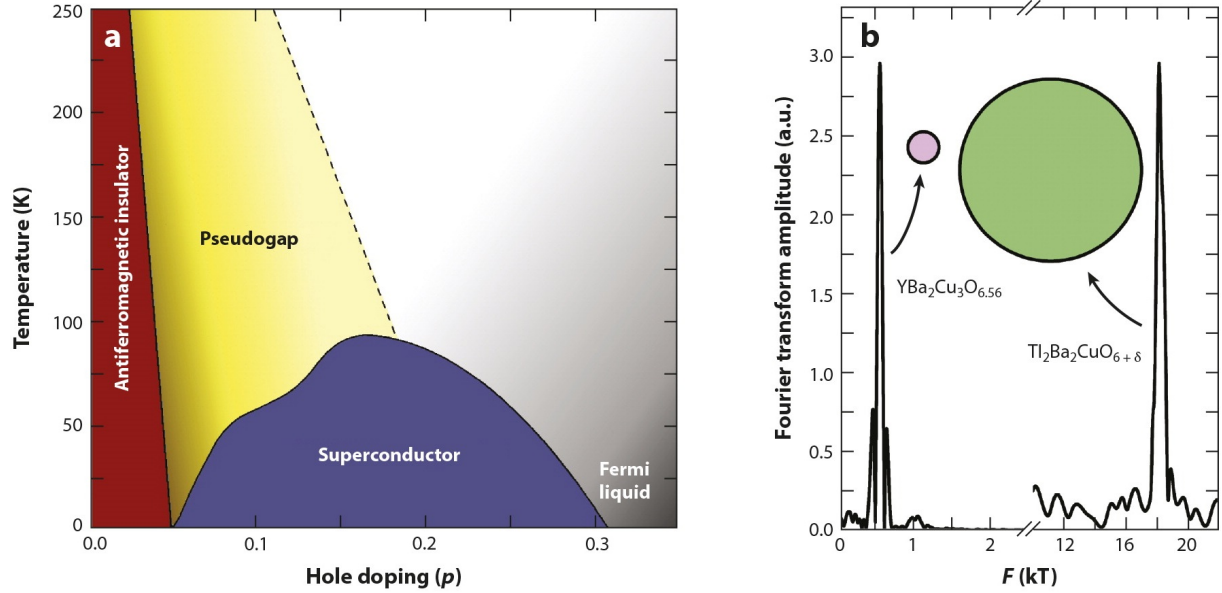 a
250
200
150
100
50
0
Temperature (K)
Antiferromagnetic insulator
Pseudogap
Superconductor
Fermi
liquid
0.0
0.1
0.2
0.3
Hole doping (p)
b
3.0
2.5
2.0
1.5
1.0
0.5
0.0
Fourier transform amplitude (a.u.)
YBa₂Cu₃O₆.₅₆
Tl₂Ba₂CuO₆ ₊ δ
0
1
2
12
16
20
F (kT)